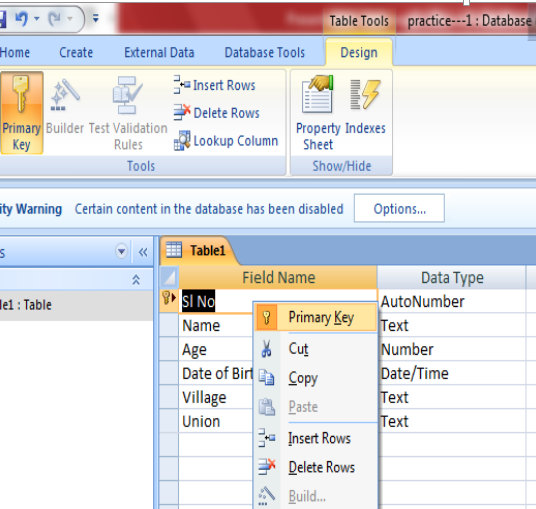 Table Tools practice---1 : Database
Home Create External Data Database Tools Design
Primary Key
Builder
Test Validation Rules
Insert Rows
Delete Rows
Lookup Column
Property Sheet
Indexes
Tools Show/Hide
ity Warning Certain content in the database has been disabled Options...
s
Table1
Field Name Data Type
le1 : Table
Sl No AutoNumber
Name Text
Age Number
Date of Birt Date/Time
Village Text
Union Text
Primary Key
Cut
Copy
Paste
Insert Rows
Delete Rows
Build...